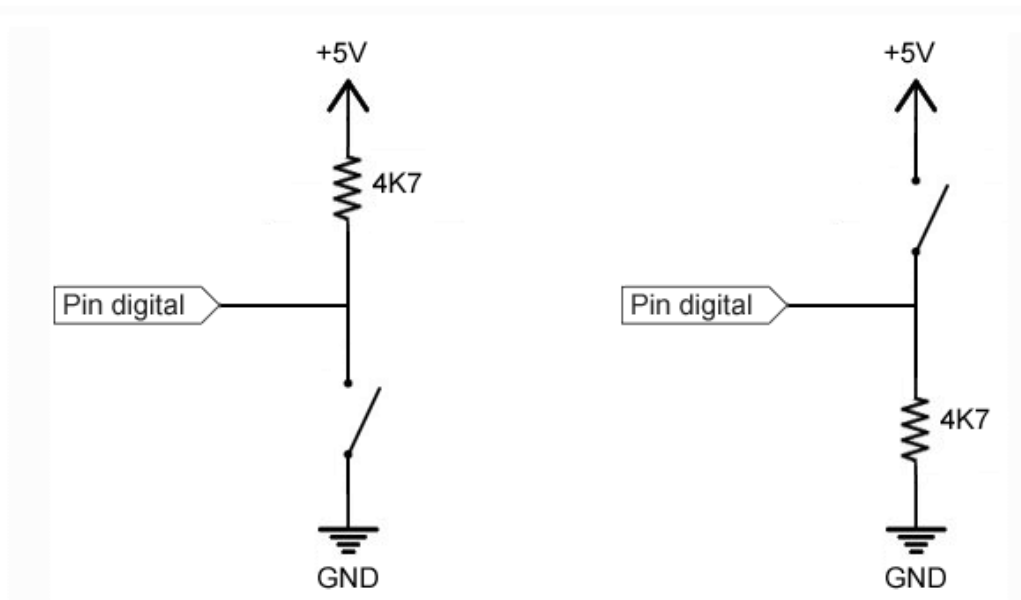 +5V
4K7
Pin digital
GND
+5V
Pin digital
4K7
GND